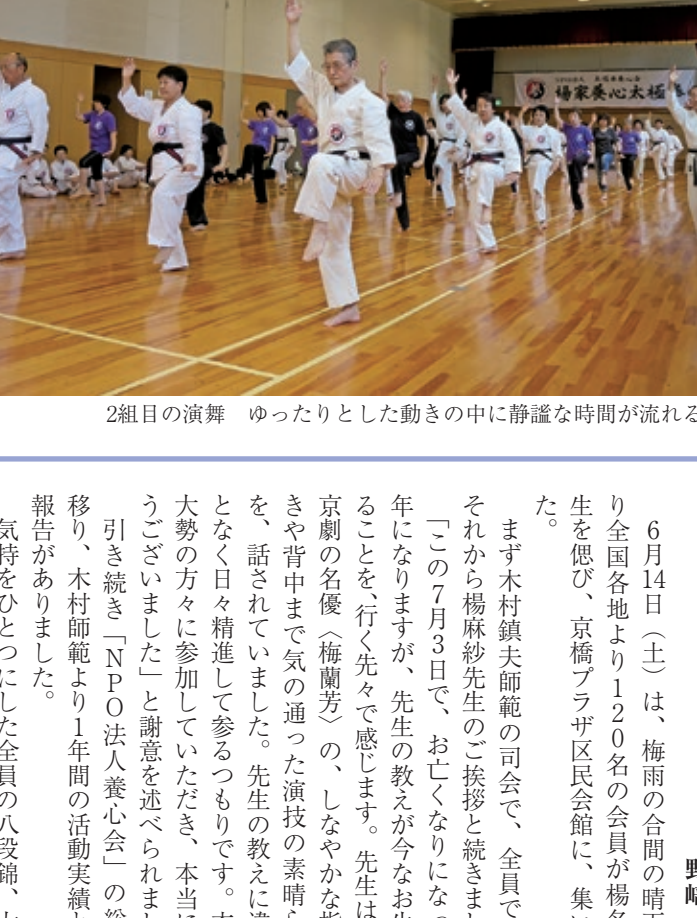 楊家養心太極拳
2組目の演舞　ゆったりとした動きの中に静謐な時間が流れる
野崎
６月14日（土）は、梅雨の合間の晴天
り全国各地より１２０名の会員が楊名
生を偲び、京橋プラザ区民会館に、集い
た。
まず木村鎮夫師範の司会で、全員で
それから楊麻紗先生のご挨拶と続きまし
「この７月３日で、お亡くなりになっ
年になりますが、先生の教えが今なお生
ることを、行く先々で感じます。先生は
京劇の名優〈梅蘭芳〉の、しなやかな指
きや背中まで気の通った演技の素晴ら
を、話されていました。先生の教えに違
となく日々精進して参るつもりです。本
大勢の方々に参加していただき、本当に
うございました」と謝意を述べられまし
引き続き「ＮＰＯ法人養心会」の総
移り、木村師範より１年間の活動実績
報告がありました。
気持をひとつにした全員の八段錦、